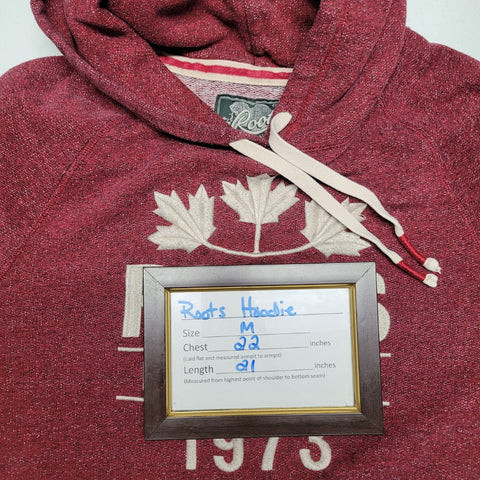 Roots
Roots Hoodie
Size M
Chest 22 inches
(Laid flat and measured armpit to armpit)
Length 21 inches
(Measured from highest point of shoulder to bottom seam)
1973